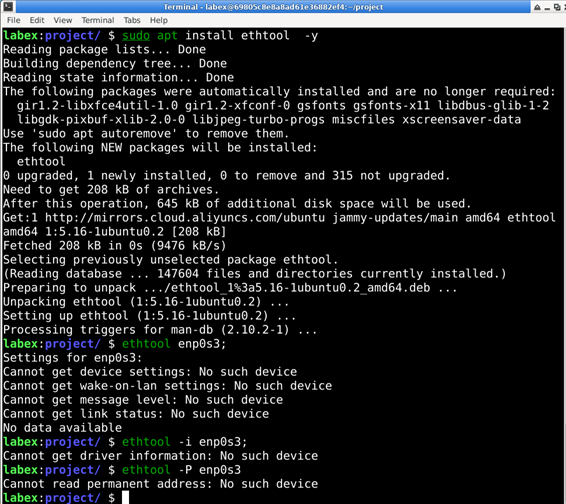 Terminal - labex@69805c8e8a8ad61e36882ef4:~/project
File Edit View Terminal Tabs Help
labex:project/ $ sudo apt install ethtool  -y
Reading package lists... Done
Building dependency tree... Done
Reading state information... Done
The following packages were automatically installed and are no longer required:
  gir1.2-libxfce4util-1.0 gir1.2-xfconf-0 gsfonts gsfonts-x11 libdbus-glib-1-2
  libgdk-pixbuf-xlib-2.0-0 libjpeg-turbo-progs miscfiles xscreensaver-data
Use 'sudo apt autoremove' to remove them.
The following NEW packages will be installed:
  ethtool
0 upgraded, 1 newly installed, 0 to remove and 315 not upgraded.
Need to get 208 kB of archives.
After this operation, 645 kB of additional disk space will be used.
Get:1 http://mirrors.cloud.aliyuncs.com/ubuntu jammy-updates/main amd64 ethtool
amd64 1:5.16-1ubuntu0.2 [208 kB]
Fetched 208 kB in 0s (9476 kB/s)
Selecting previously unselected package ethtool.
(Reading database ... 147604 files and directories currently installed.)
Preparing to unpack .../ethtool_1%3a5.16-1ubuntu0.2_amd64.deb ...
Unpacking ethtool (1:5.16-1ubuntu0.2) ...
Setting up ethtool (1:5.16-1ubuntu0.2) ...
Processing triggers for man-db (2.10.2-1) ...
labex:project/ $ ethtool enp0s3;
Settings for enp0s3:
Cannot get device settings: No such device
Cannot get wake-on-lan settings: No such device
Cannot get message level: No such device
Cannot get link status: No such device
No data available
labex:project/ $ ethtool -i enp0s3;
Cannot get driver information: No such device
labex:project/ $ ethtool -P enp0s3
Cannot read permanent address: No such device
labex:project/ $